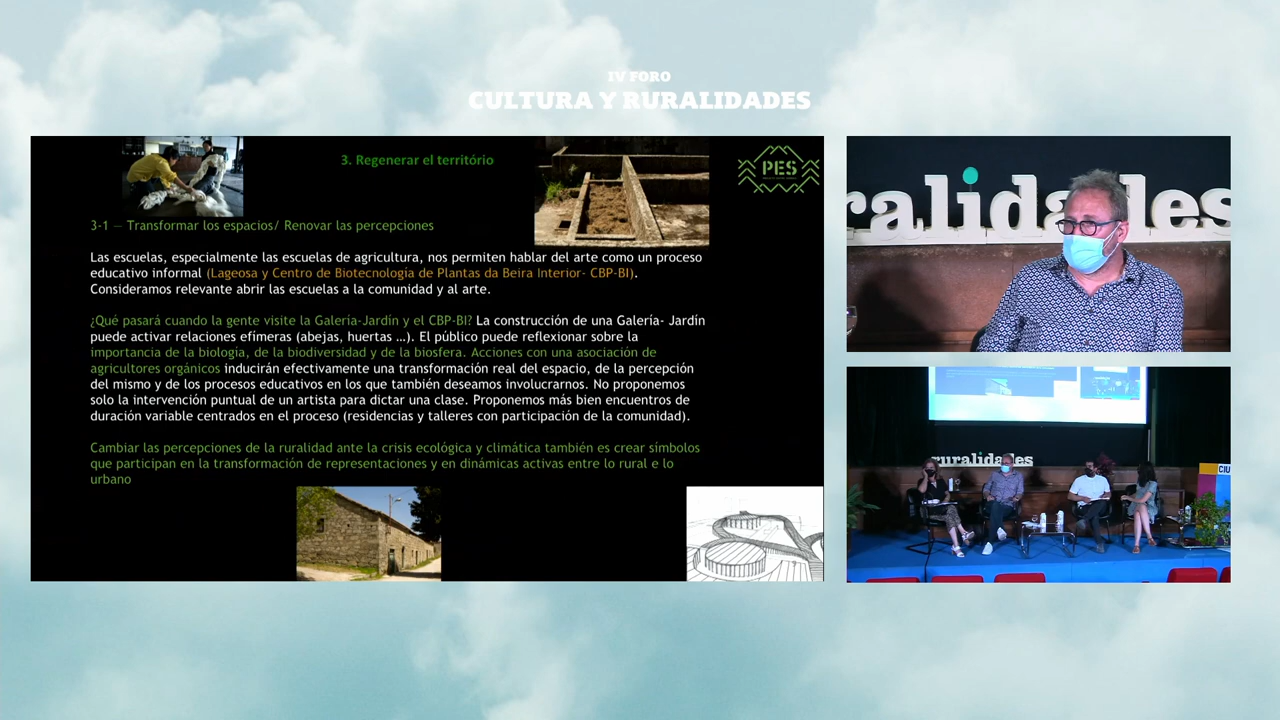 IV FORO
CULTURA Y RURALIDADES
3. Regenerar el território
PES
3-1 — Transformar los espacios/ Renovar las percepciones
Las escuelas, especialmente las escuelas de agricultura, nos permiten hablar del arte como un proceso
educativo informal (Lageosa y Centro de Biotecnologia de Plantas da Beira Interior- CBP-BI).
Consideramos relevante abrir las escuelas a la comunidad y al arte.
¿Qué pasará cuando la gente visite la Galería-Jardín y el CBP-BI? La construcción de una Galería- Jardín
puede activar relaciones efímeras (abejas, huertas …). El público puede reflexionar sobre la
importancia de la biología, de la biodiversidad y de la biosfera. Acciones con una asociación de
agricultores orgánicos inducirán efectivamente una transformación real del espacio, de la percepción
del mismo y de los procesos educativos en los que también deseamos involucrarnos. No proponemos
solo la intervención puntual de un artista para dictar una clase. Proponemos más bien encuentros de
duración variable centrados en el proceso (residencias y talleres con participación de la comunidad).
Cambiar las percepciones de la ruralidad ante la crisis ecológica y climática también es crear símbolos
que participan en la transformación de representaciones y en dinámicas activas entre lo rural e lo
urbano
ralidades
ruralidades
CIU